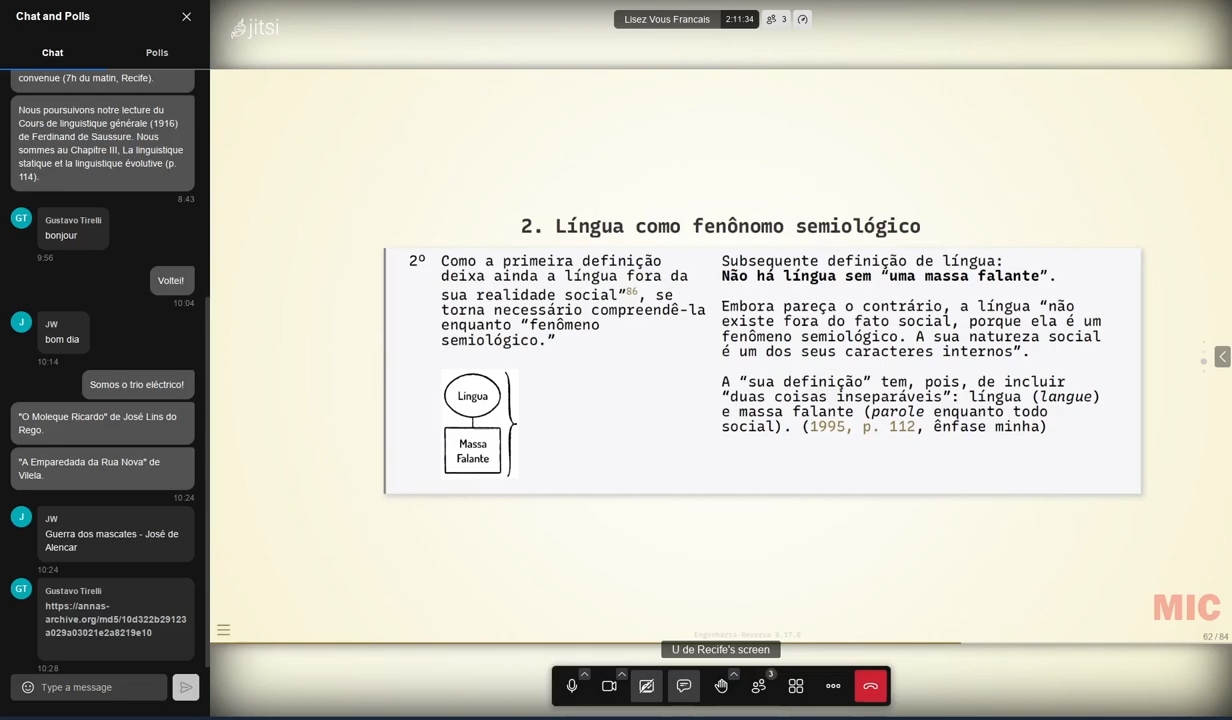 Chat and Polls
Chat
Polls
convenue (7h du matin, Recife).
Nous poursuivons notre lecture du
Cours de linguistique générale (1916)
de Ferdinand de Saussure. Nous
sommes au Chapitre III, La linguistique
statique et la linguistique évolutive (p.
114).
8:43
GT
Gustavo Tirelli
bonjour
9:56
Voltei!
10:04
J
JW
bom dia
10:14
Somos o trio eléctrico!
"O Moleque Ricardo" de José Lins do
Rego.
"A Emparedada da Rua Nova" de
Vilela.
10:24
J
JW
Guerra dos mascates - José de
Alencar
10:24
GT
Gustavo Tirelli
https://annas-
archive.org/md5/10d322b29123
a029a03021e2a8219e10
10:28
Type a message
jitsi
Lisez Vous Francais
2:11:34
3
2. Língua como fenônomo semiológico
2º Como a primeira definição
deixa ainda a língua fora da
sua realidade social”86, se
torna necessário compreendê-la
enquanto “fenômeno
semiológico.”
Língua
Massa
Falante
Subsequente definição de língua:
Não há língua sem “uma massa falante”.
Embora pareça o contrário, a língua “não
existe fora do fato social, porque ela é um
fenômeno semiológico. A sua natureza social
é um dos seus caracteres internos”.
A “sua definição” tem, pois, de incluir
“duas coisas inseparáveis”: língua (langue)
e massa falante (parole enquanto todo
social). (1995, p. 112, ênfase minha)
MIC
Engenharia-Reversa 0.37.0
62 / 84
U de Recife's screen
3